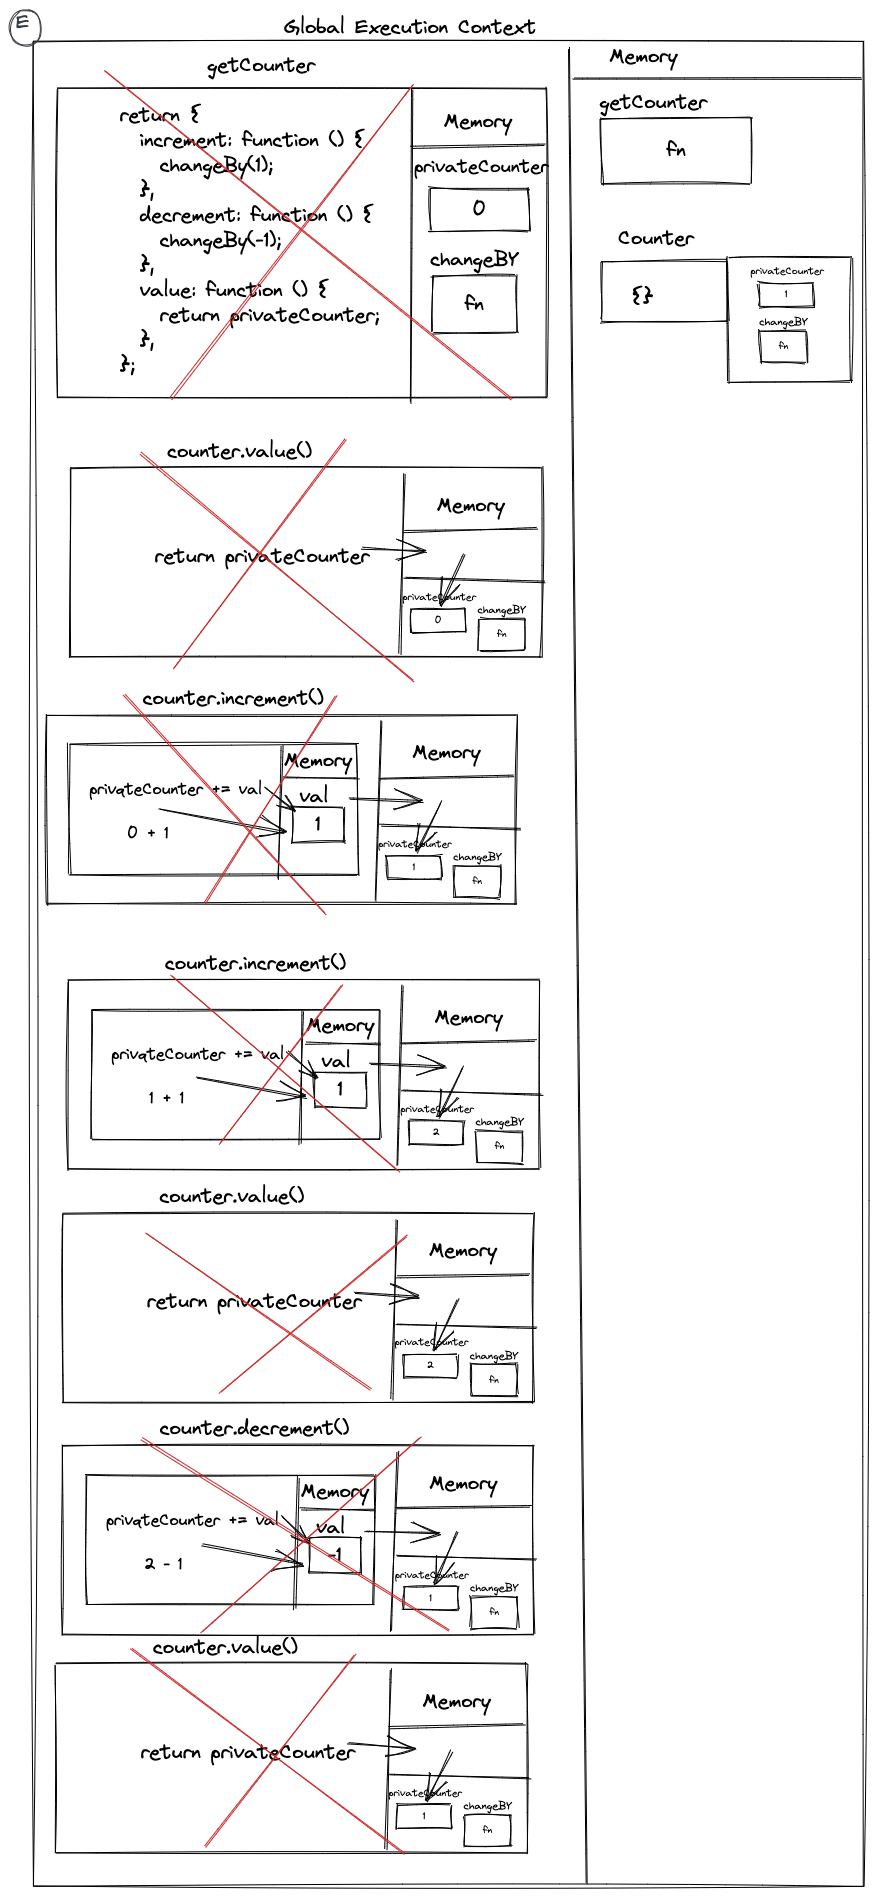 E
Global Execution Context
getCounter
return {
increment: function () {
changeBy(1);
},
decrement: function () {
changeBy(-1);
},
value: function () {
return privateCounter;
},
};
Memory
privateCounter
0
changeBY
fn
Memory
getCounter
fn
Counter
{}
privateCounter
1
changeBY
fn
counter.value()
return privateCounter
Memory
privateCounter
0
changeBY
fn
counter.increment()
privateCounter += val
0 + 1
Memory
val
1
Memory
privateCounter
1
changeBY
fn
counter.increment()
privateCounter += val
1 + 1
Memory
val
1
Memory
privateCounter
2
changeBY
fn
counter.value()
return privateCounter
Memory
privateCounter
2
changeBY
fn
counter.decrement()
privateCounter += val
2 - 1
Memory
val
-1
Memory
privateCounter
1
changeBY
fn
counter.value()
return privateCounter
Memory
privateCounter
1
changeBY
fn